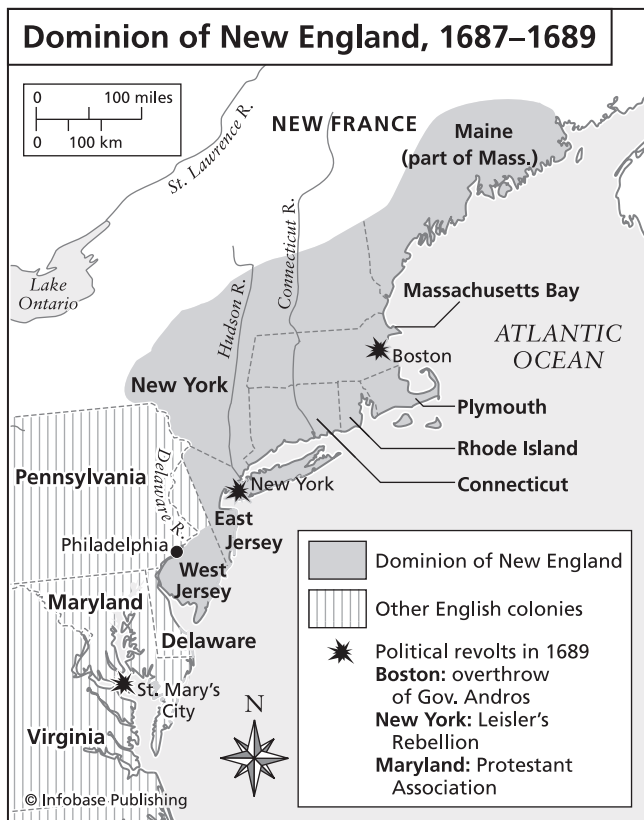 Dominion of New England, 1687–1689
0 100 miles
0 100 km
St. Lawrence R.
NEW FRANCE
Maine
(part of Mass.)
Connecticut R.
Hudson R.
Lake
Ontario
Massachusetts Bay
ATLANTIC
OCEAN
Boston
New York
Plymouth
Rhode Island
Connecticut
Pennsylvania
Delaware R.
New York
East
Jersey
Philadelphia
West
Jersey
Maryland
Delaware
St. Mary's
City
Virginia
N
Dominion of New England
Other English colonies
Political revolts in 1689
Boston: overthrow
of Gov. Andros
New York: Leisler's
Rebellion
Maryland: Protestant
Association
© Infobase Publishing